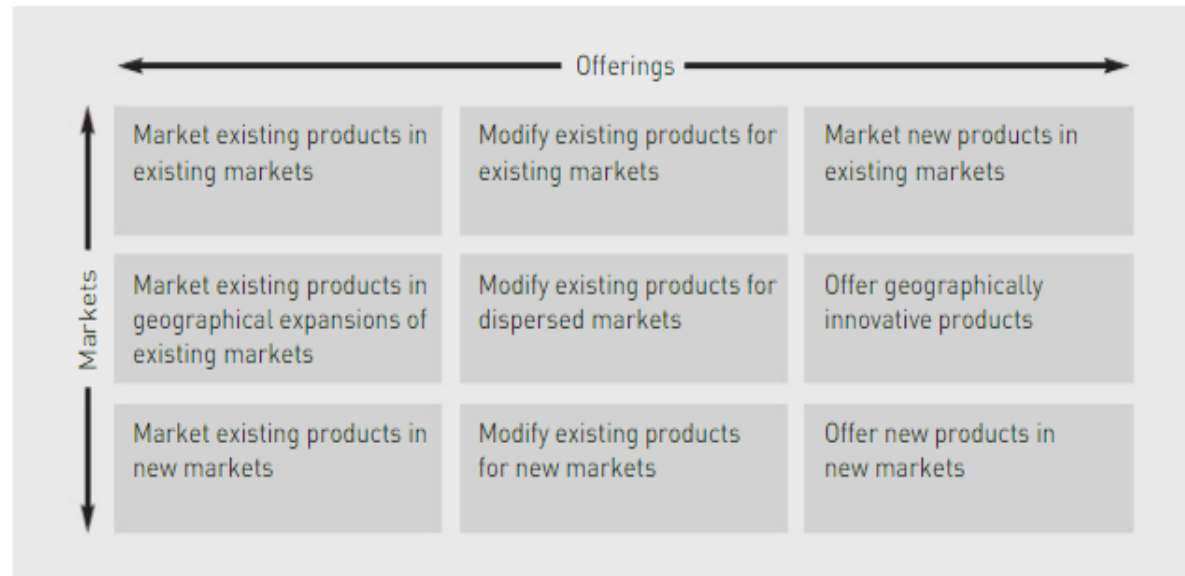 Offerings
Markets
Market existing products in
existing markets
Modify existing products for
existing markets
Market new products in
existing markets
Market existing products in
geographical expansions of
existing markets
Modify existing products for
dispersed markets
Offer geographically
innovative products
Market existing products in
new markets
Modify existing products
for new markets
Offer new products in
new markets